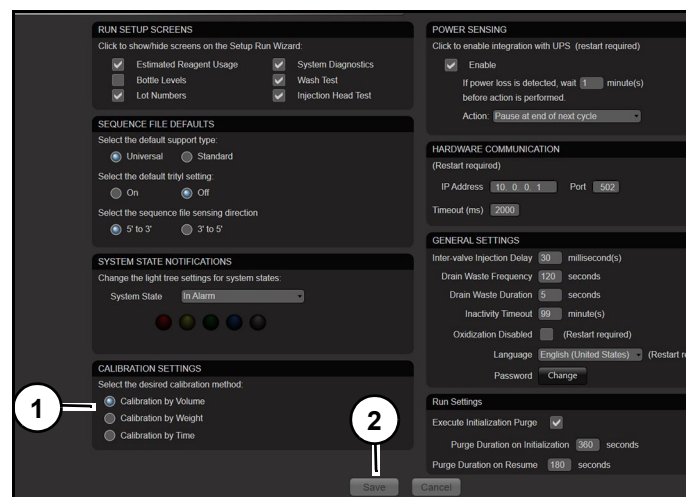 RUN SETUP SCREENS
Click to show/hide screens on the Setup Run Wizard:
Estimated Reagent Usage
System Diagnostics
Bottle Levels
Wash Test
Lot Numbers
Injection Head Test
SEQUENCE FILE DEFAULTS
Select the default support type:
Universal
Standard
Select the default trityl setting:
On
Off
Select the sequence file sensing direction
5' to 3'
3' to 5'
SYSTEM STATE NOTIFICATIONS
Change the light tree settings for system states:
System State In Alarm
CALIBRATION SETTINGS
Select the desired calibration method:
1
Calibration by Volume
Calibration by Weight
Calibration by Time
2
POWER SENSING
Click to enable integration with UPS (restart required)
Enable
If power loss is detected, wait 1 minute(s)
before action is performed.
Action: Pause at end of next cycle
HARDWARE COMMUNICATION
(Restart required)
IP Address 10. 0 0 1 Port 502
Timeout (ms) 2000
GENERAL SETTINGS
Inter-valve Injection Delay 30 millisecond(s)
Drain Waste Frequency 120 seconds
Drain Waste Duration 5 seconds
Inactivity Timeout 99 minute(s)
Oxidization Disabled (Restart required)
Language English (United States) (Restart
Password Change
Run Settings
Execute Initialization Purge
Purge Duration on Initialization 360 seconds
Purge Duration on Resume 180 seconds
Save Cancel